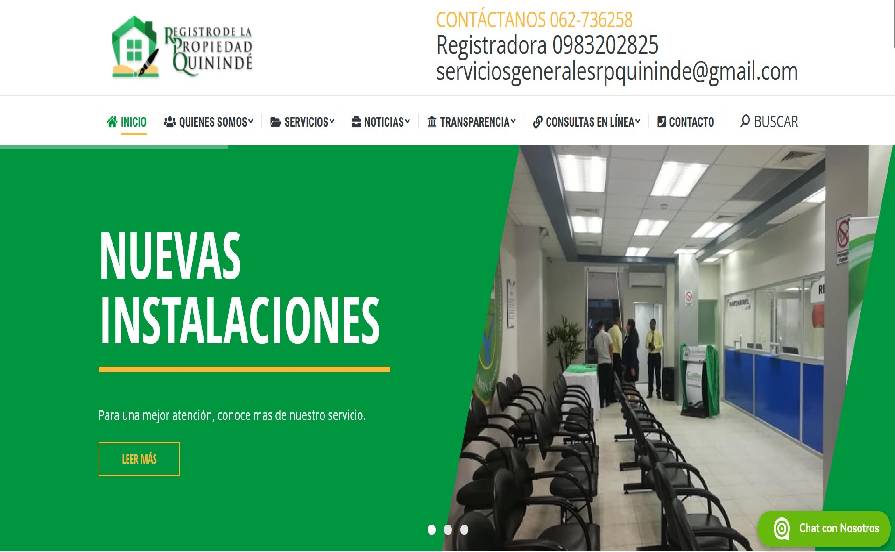 REGISTRO DE LA
PROPIEDAD
QUININDÉ
CONTÁCTANOS 062-736258
Registradora 0983202825
serviciosgeneralesrpquininde@gmail.com
INICIO
QUIENES SOMOS
SERVICIOS
NOTICIAS
TRANSPARENCIA
CONSULTAS EN LÍNEA
CONTACTO
BUSCAR
NUEVAS
INSTALACIONES
Para una mejor atención, conoce mas de nuestro servicio.
LEER MÁS
Chat con Nosotros